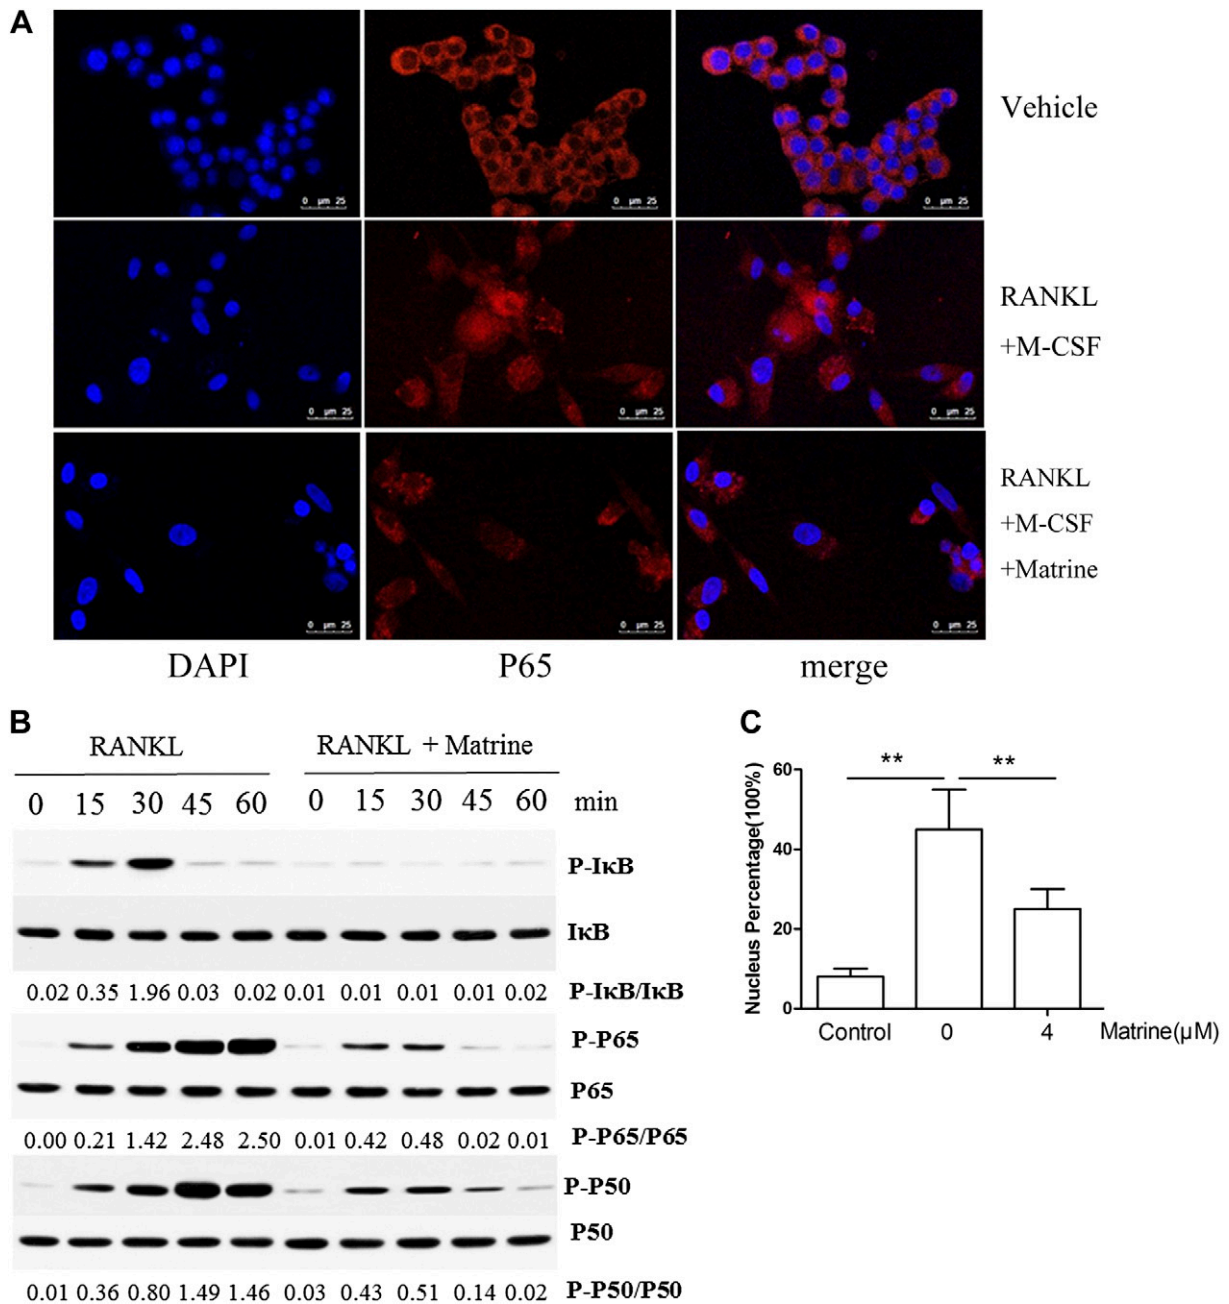 A
Vehicle
0 µm 25
0 µm 25
0 µm 25
RANKL
+M-CSF
0 µm 25
0 µm 25
0 µm 25
RANKL
+M-CSF
+Matrine
0 µm 25
0 µm 25
0 µm 25
DAPI P65 merge
B
RANKL RANKL + Matrine
0 15 30 45 60 0 15 30 45 60 min
P-IκB
IκB
0.02 0.35 1.96 0.03 0.02 0.01 0.01 0.01 0.01 0.02 P-IκB/IκB
P-P65
P65
0.00 0.21 1.42 2.48 2.50 0.01 0.42 0.48 0.02 0.01 P-P65/P65
P-P50
P50
0.01 0.36 0.80 1.49 1.46 0.03 0.43 0.51 0.14 0.02 P-P50/P50
C
** **
Nucleus Percentage(100%)
60
40
20
0
Control 0 4 Matrine(µM)